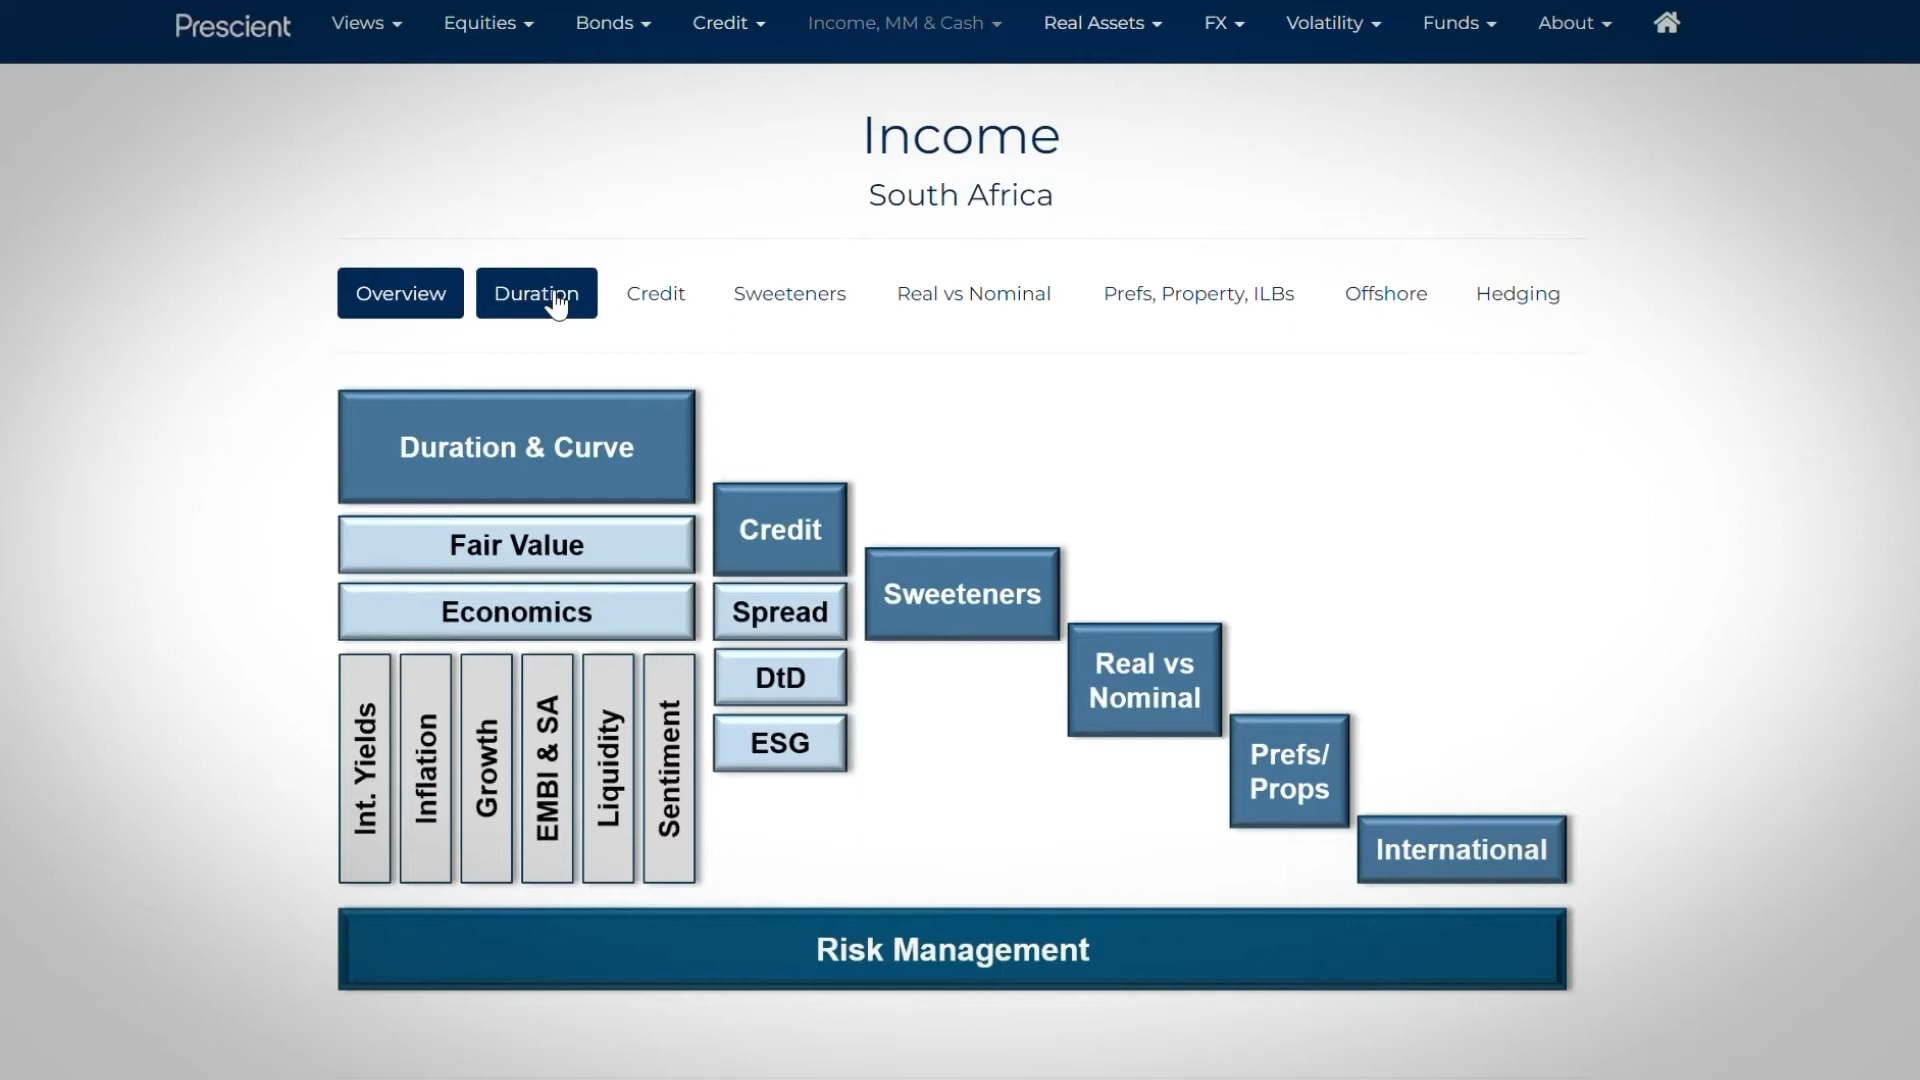 Prescient Views Equities Bonds Credit Income, MM & Cash Real Assets FX Volatility Funds About
Income
South Africa
Overview Duration Credit Sweeteners Real vs Nominal Prefs, Property, ILBs Offshore Hedging
Duration & Curve
Fair Value
Economics
Int. Yields
Inflation
Growth
EMBI & SA
Liquidity
Sentiment
Credit
Spread
DtD
ESG
Sweeteners
Real vs
Nominal
Prefs/
Props
International
Risk Management